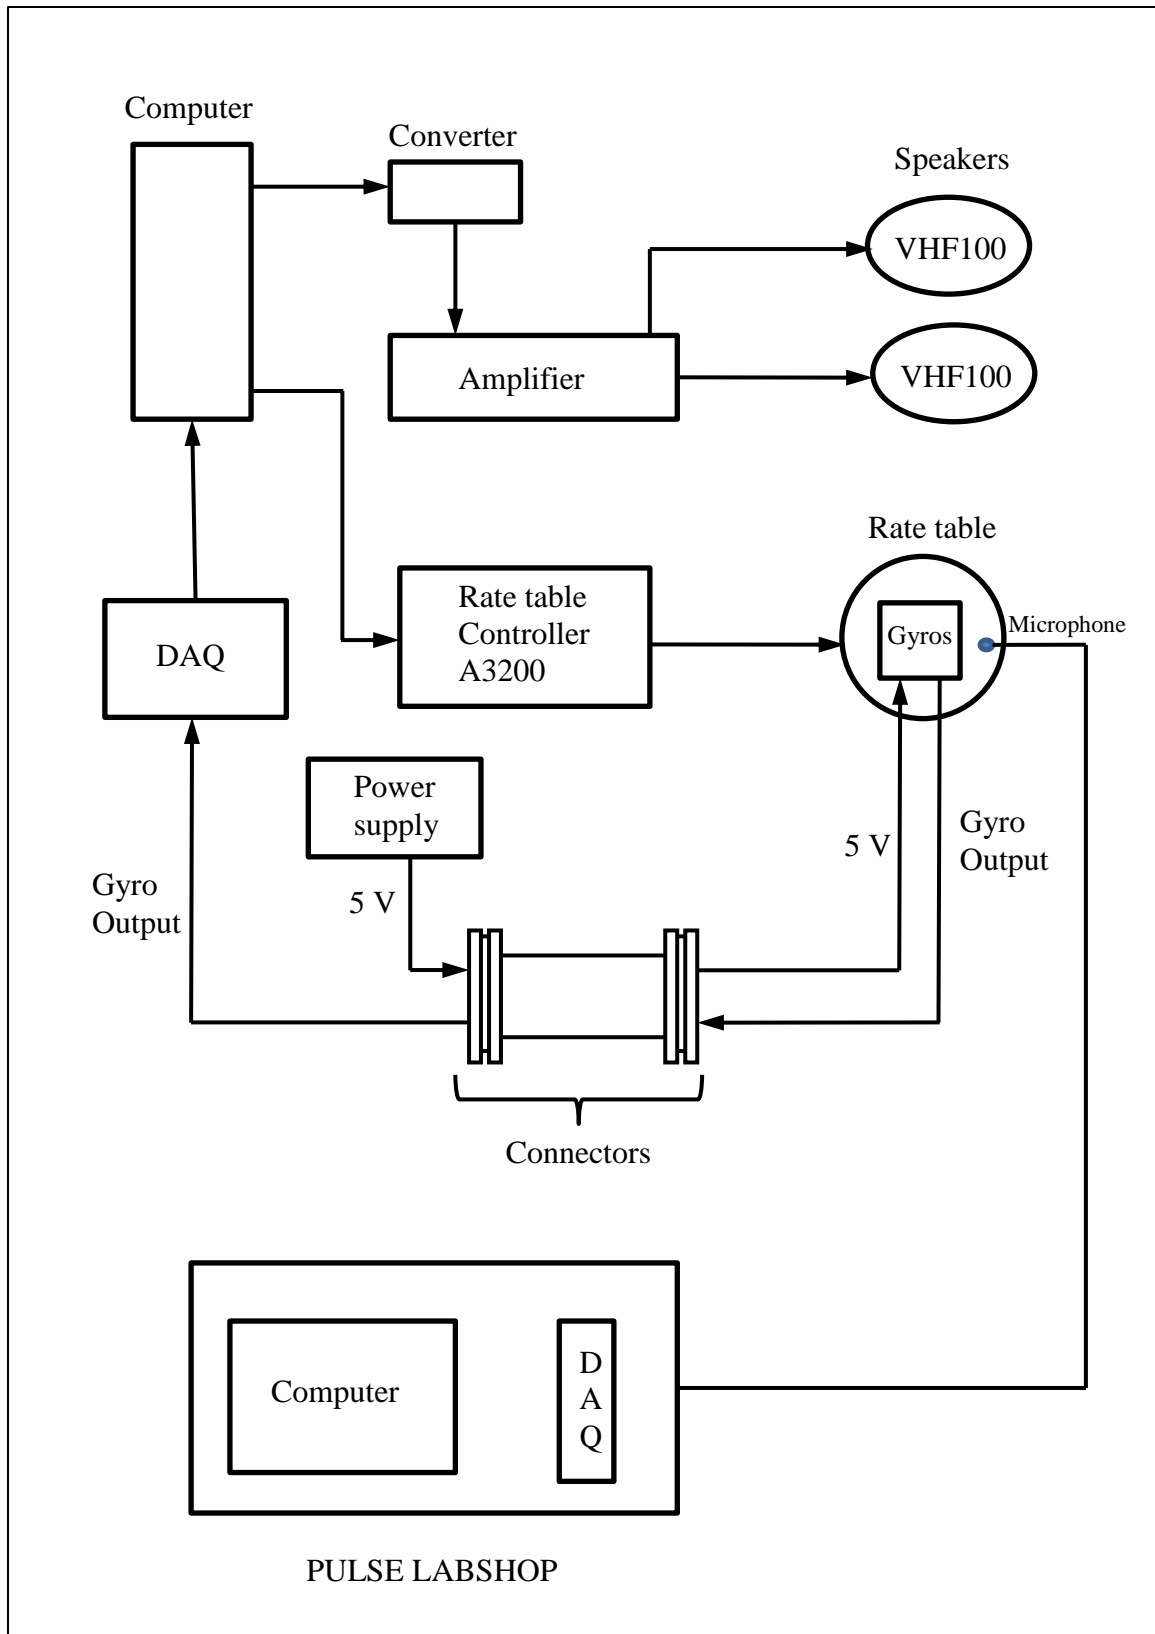 Computer
Converter
Speakers
VHF100
Amplifier
VHF100
Rate table
Rate table
Controller
A3200
Gyros
Microphone
DAQ
Power
supply
5 V
Gyro
Output
5 V
Gyro
Output
Connectors
Computer
D
A
Q
PULSE LABSHOP